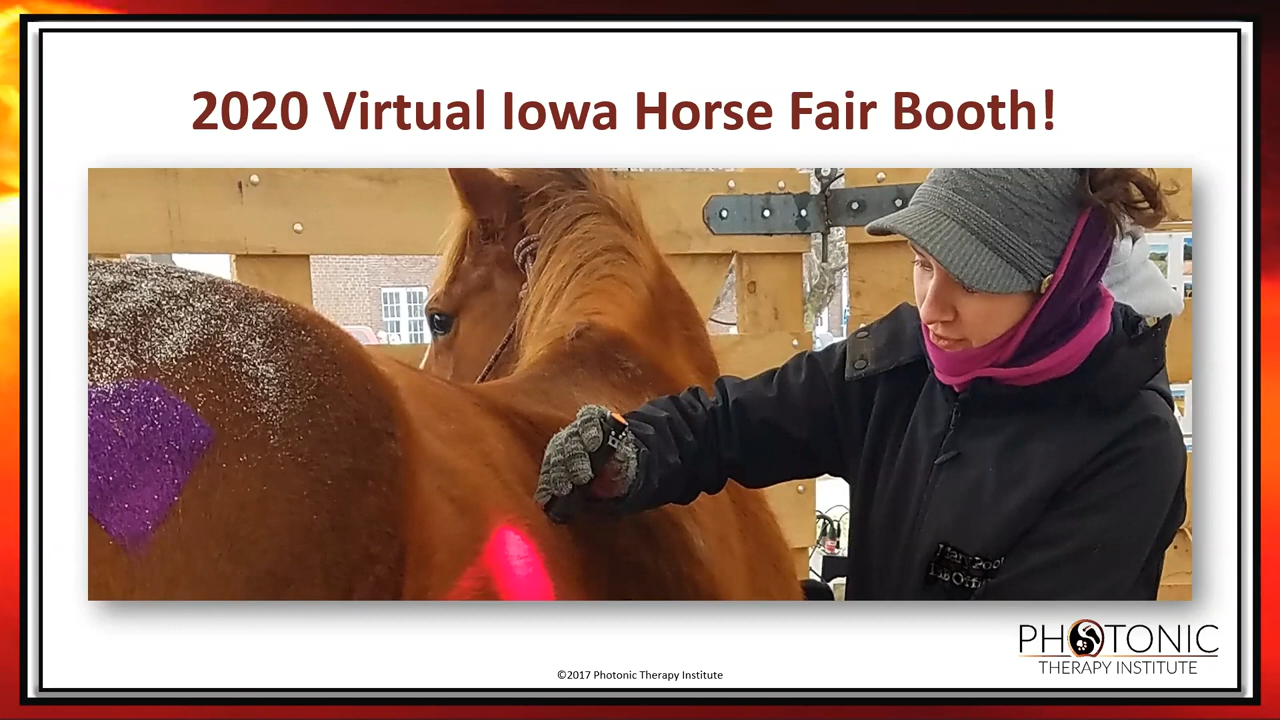 2020 Virtual Iowa Horse Fair Booth!
PHOTONIC
THERAPY INSTITUTE
©2017 Photonic Therapy Institute